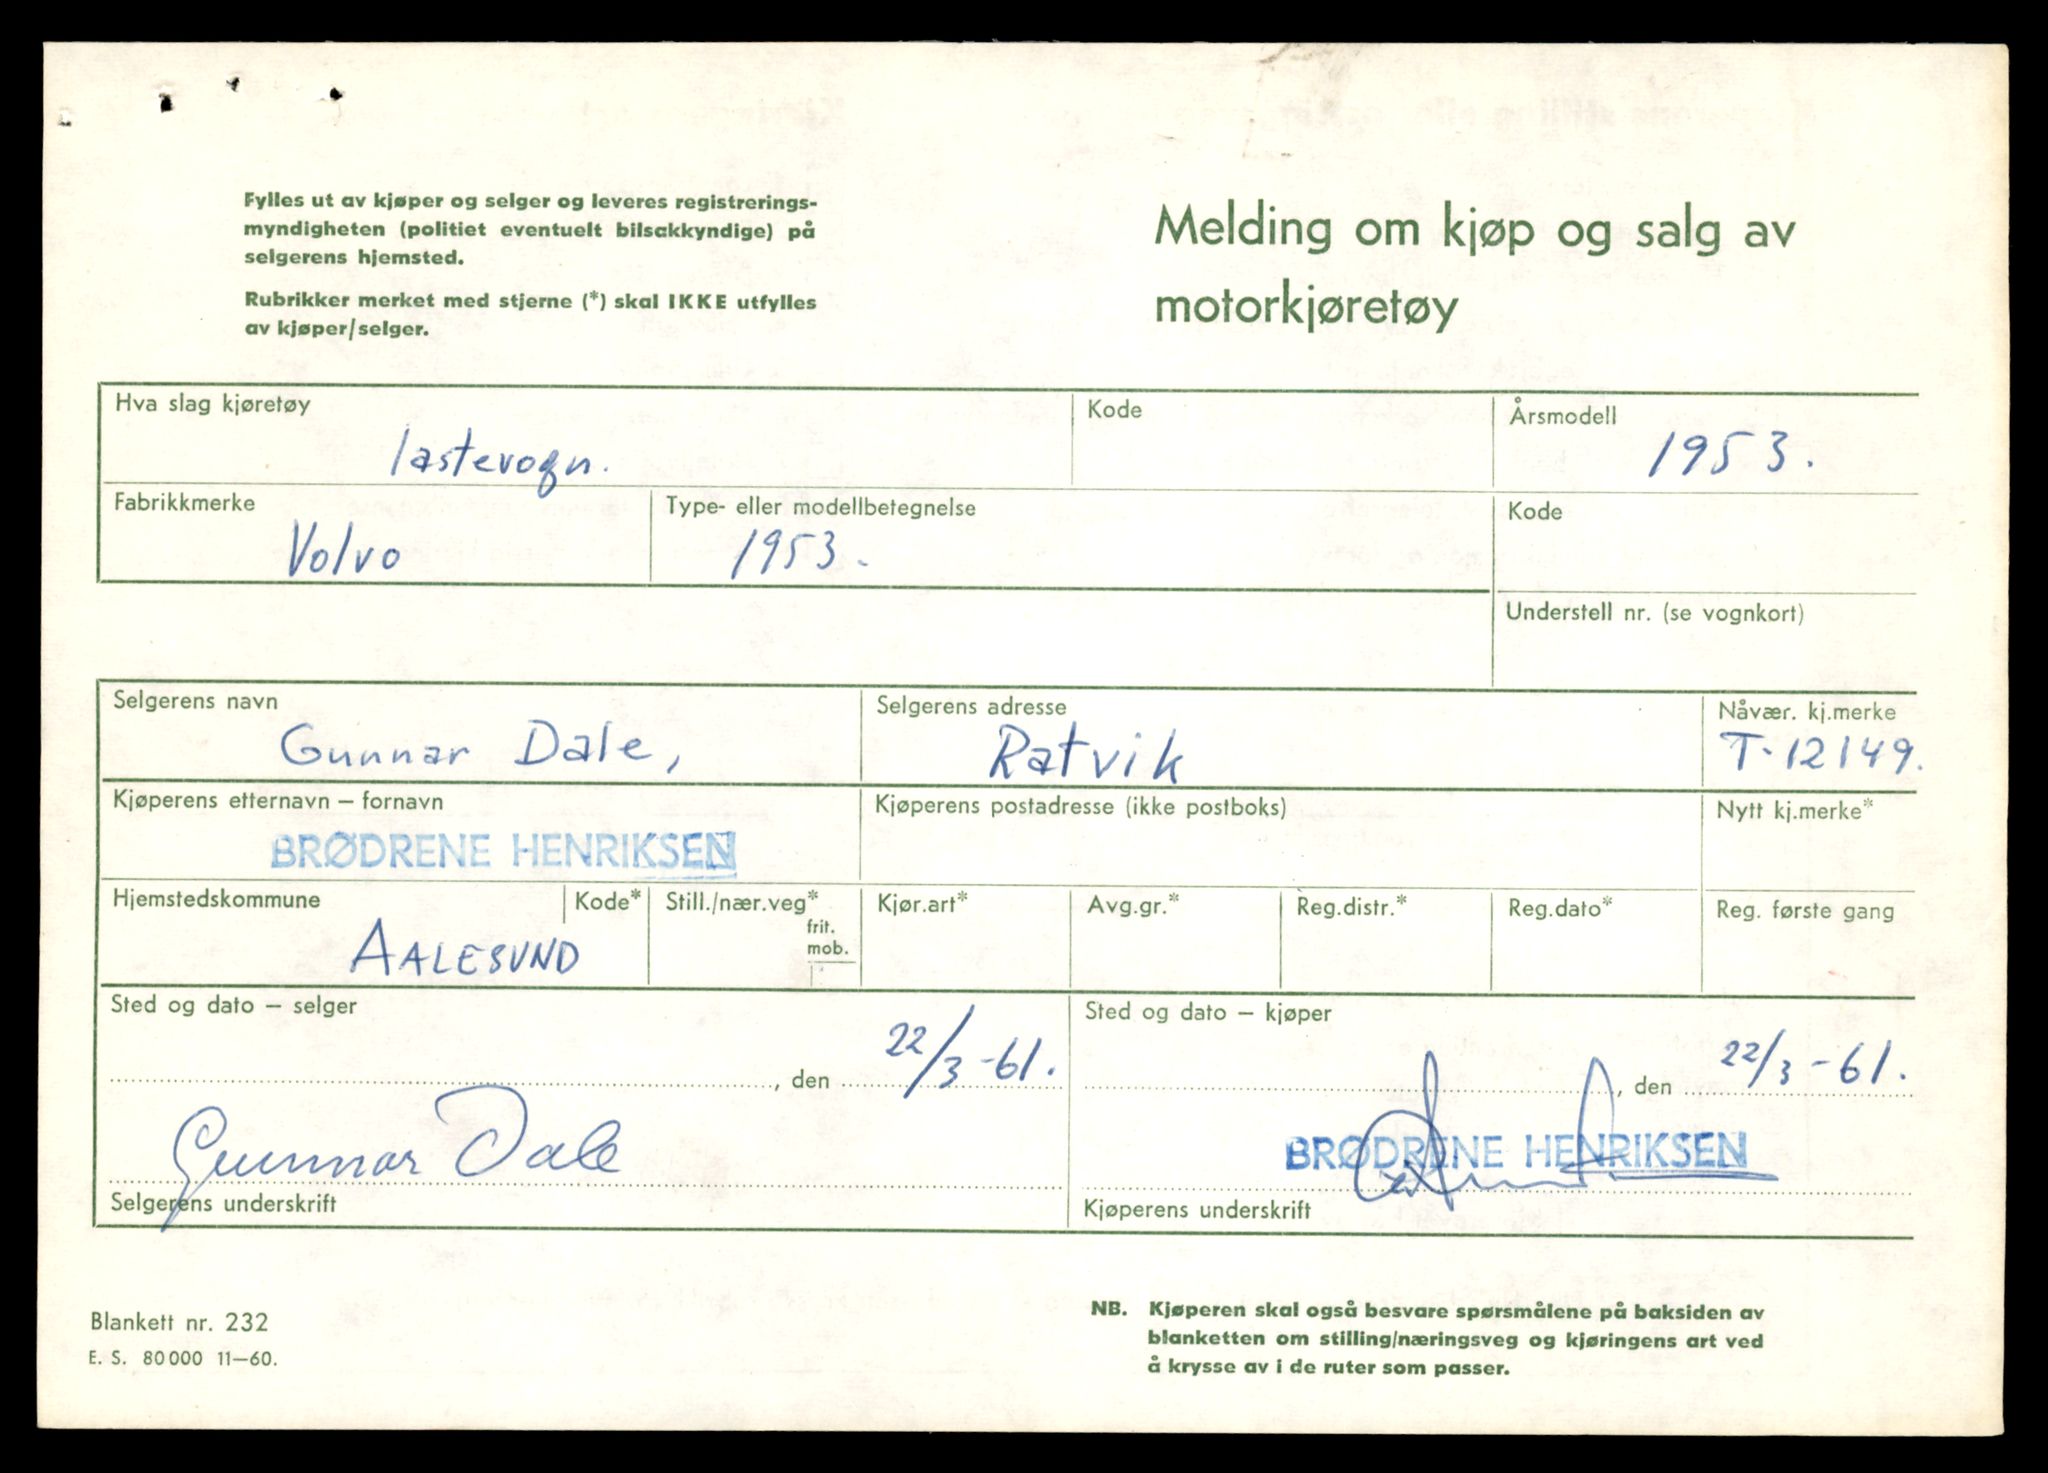 Fylles ut av kjøper og selger og leveres registrerings-
myndigheten (politiet eventuelt bilsakkyndige) på
selgerens hjemsted.
Rubrikker merket med stjerne (*) skal IKKE utfylles
av kjøper/selger.
Melding om kjøp og salg av
motorkjøretøy
Hva slag kjøretøy
lastevogn.
Kode
Årsmodell
1953.
Fabrikkmerke
Volvo
Type- eller modellbetegnelse
1953.
Kode
Understell nr. (se vognkort)
Selgerens navn
Gunnar Dale,
Selgerens adresse
Ratvik
Nåvær. kj.merke
T-12149.
Kjøperens etternavn – fornavn
BRØDRENE HENRIKSEN
Kjøperens postadresse (ikke postboks)
Nytt kj.merke*
Hjemstedskommune
AALESUND
Kode*
Still./nær.veg*
frit.
mob.
Kjør.art*
Avg.gr.*
Reg.distr.*
Reg.dato*
Reg. første gang
Sted og dato – selger
, den 22/3-61.
Gunnar Dale
Selgerens underskrift
Sted og dato – kjøper
, den 22/3-61.
BRØDRENE HENRIKSEN
Kjøperens underskrift
Blankett nr. 232
E. S. 80000 11–60.
NB. Kjøperen skal også besvare spørsmålene på baksiden av
blanketten om stilling/næringsveg og kjøringens art ved
å krysse av i de ruter som passer.